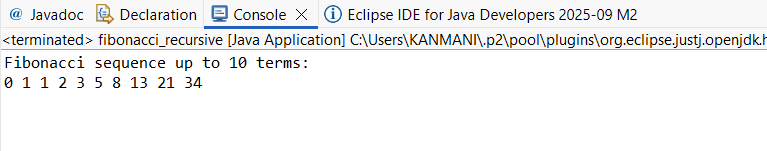 Javadoc Declaration Console Eclipse IDE for Java Developers 2025-09 M2
<terminated> fibonacci_recursive [Java Application] C:\Users\KANMANI\.p2\pool\plugins\org.eclipse.justj.openjdk.h
Fibonacci sequence up to 10 terms:
0 1 1 2 3 5 8 13 21 34